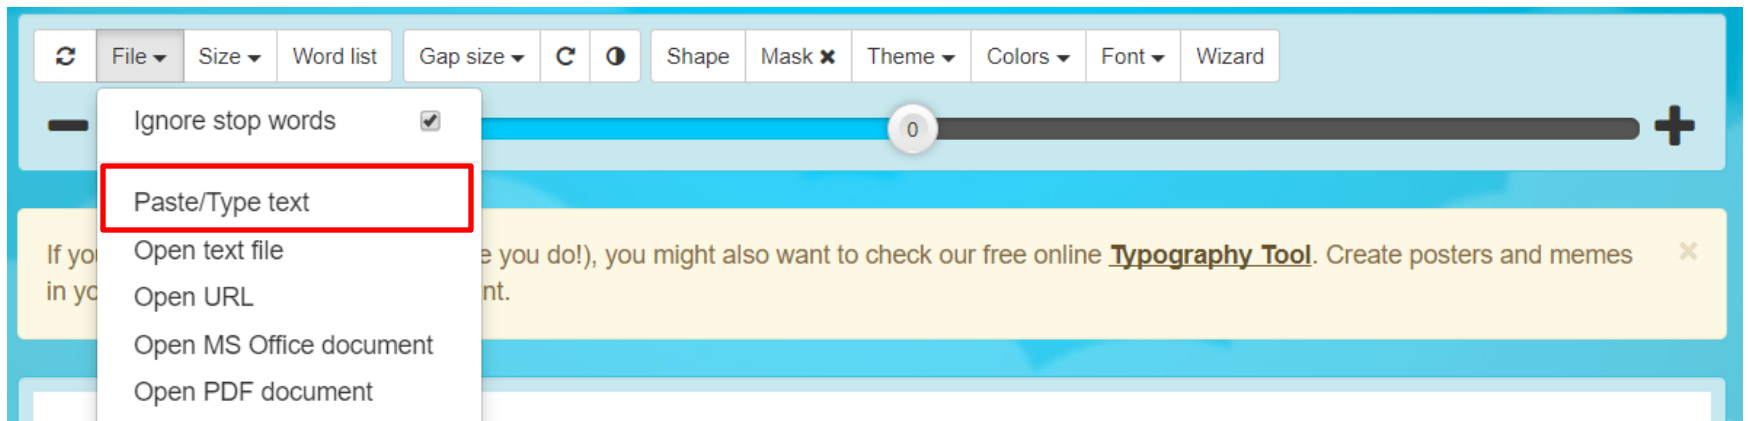 File Size Word list Gap size Shape Mask Theme Colors Font Wizard
Ignore stop words
0
Paste/Type text
Open text file
Open URL
Open MS Office document
Open PDF document
If you do!), you might also want to check our free online Typography Tool. Create posters and memes
in nt.